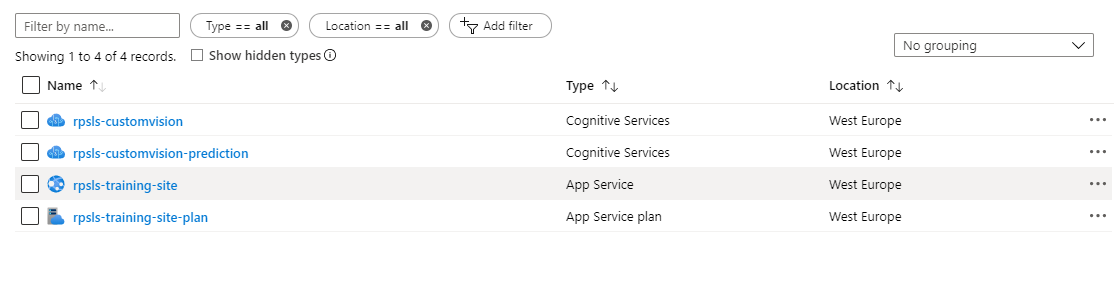 Filter by name...
Type == all
Location == all
Add filter
Showing 1 to 4 of 4 records.
Show hidden types
No grouping
Name Type Location
rpsls-customvision Cognitive Services West Europe
rpsls-customvision-prediction Cognitive Services West Europe
rpsls-training-site App Service West Europe
rpsls-training-site-plan App Service plan West Europe